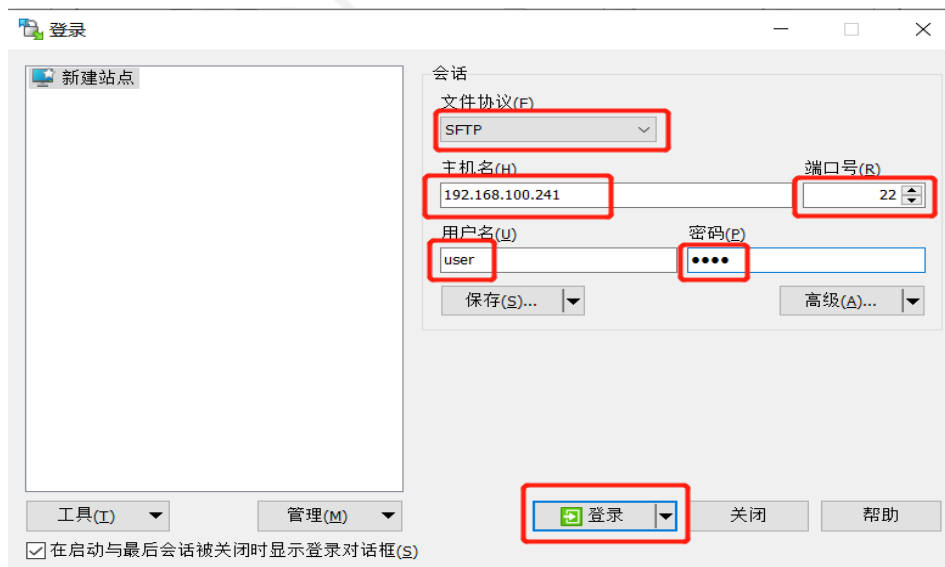 登录
新建站点
会话
文件协议(F)
SFTP
主机名(H)
端口号(R)
192.168.100.241
22
用户名(U)
密码(P)
user
••••
保存(S)...
高级(A)...
工具(T)
管理(M)
登录
关闭
帮助
在启动与最后会话被关闭时显示登录对话框(S)